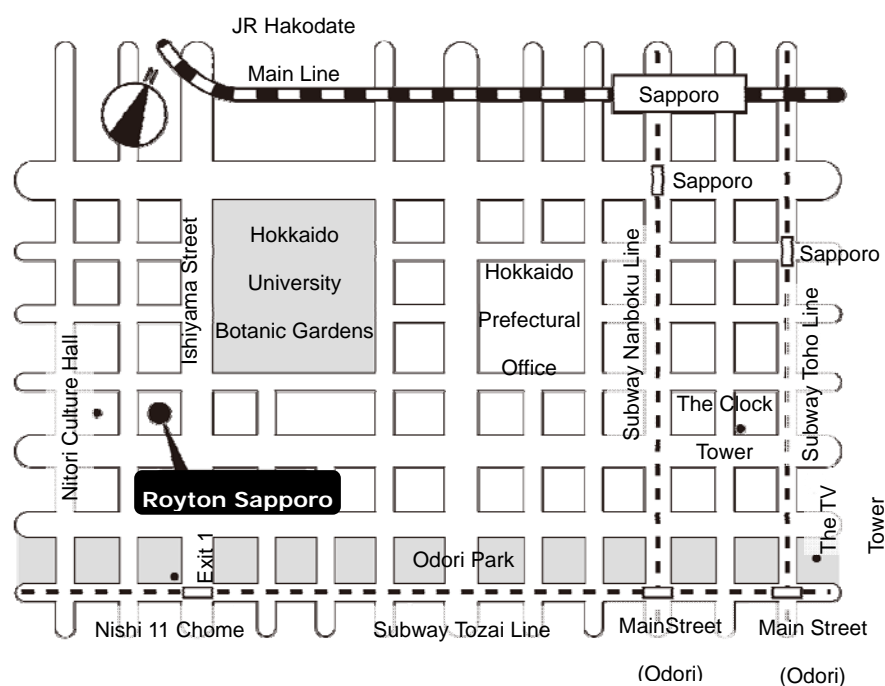 JR Hakodate
Main Line
N
Sapporo
Sapporo
Sapporo
Hokkaido
University
Botanic Gardens
Ishiyama Street
Hokkaido
Prefectural
Office
Subway Nanboku Line
Subway Toho Line
The Clock
Tower
Nitori Culture Hall
Royton Sapporo
The TV
Tower
Exit 1
Odori Park
Nishi 11 Chome
Subway Tozai Line
MainStreet
(Odori)
Main Street
(Odori)